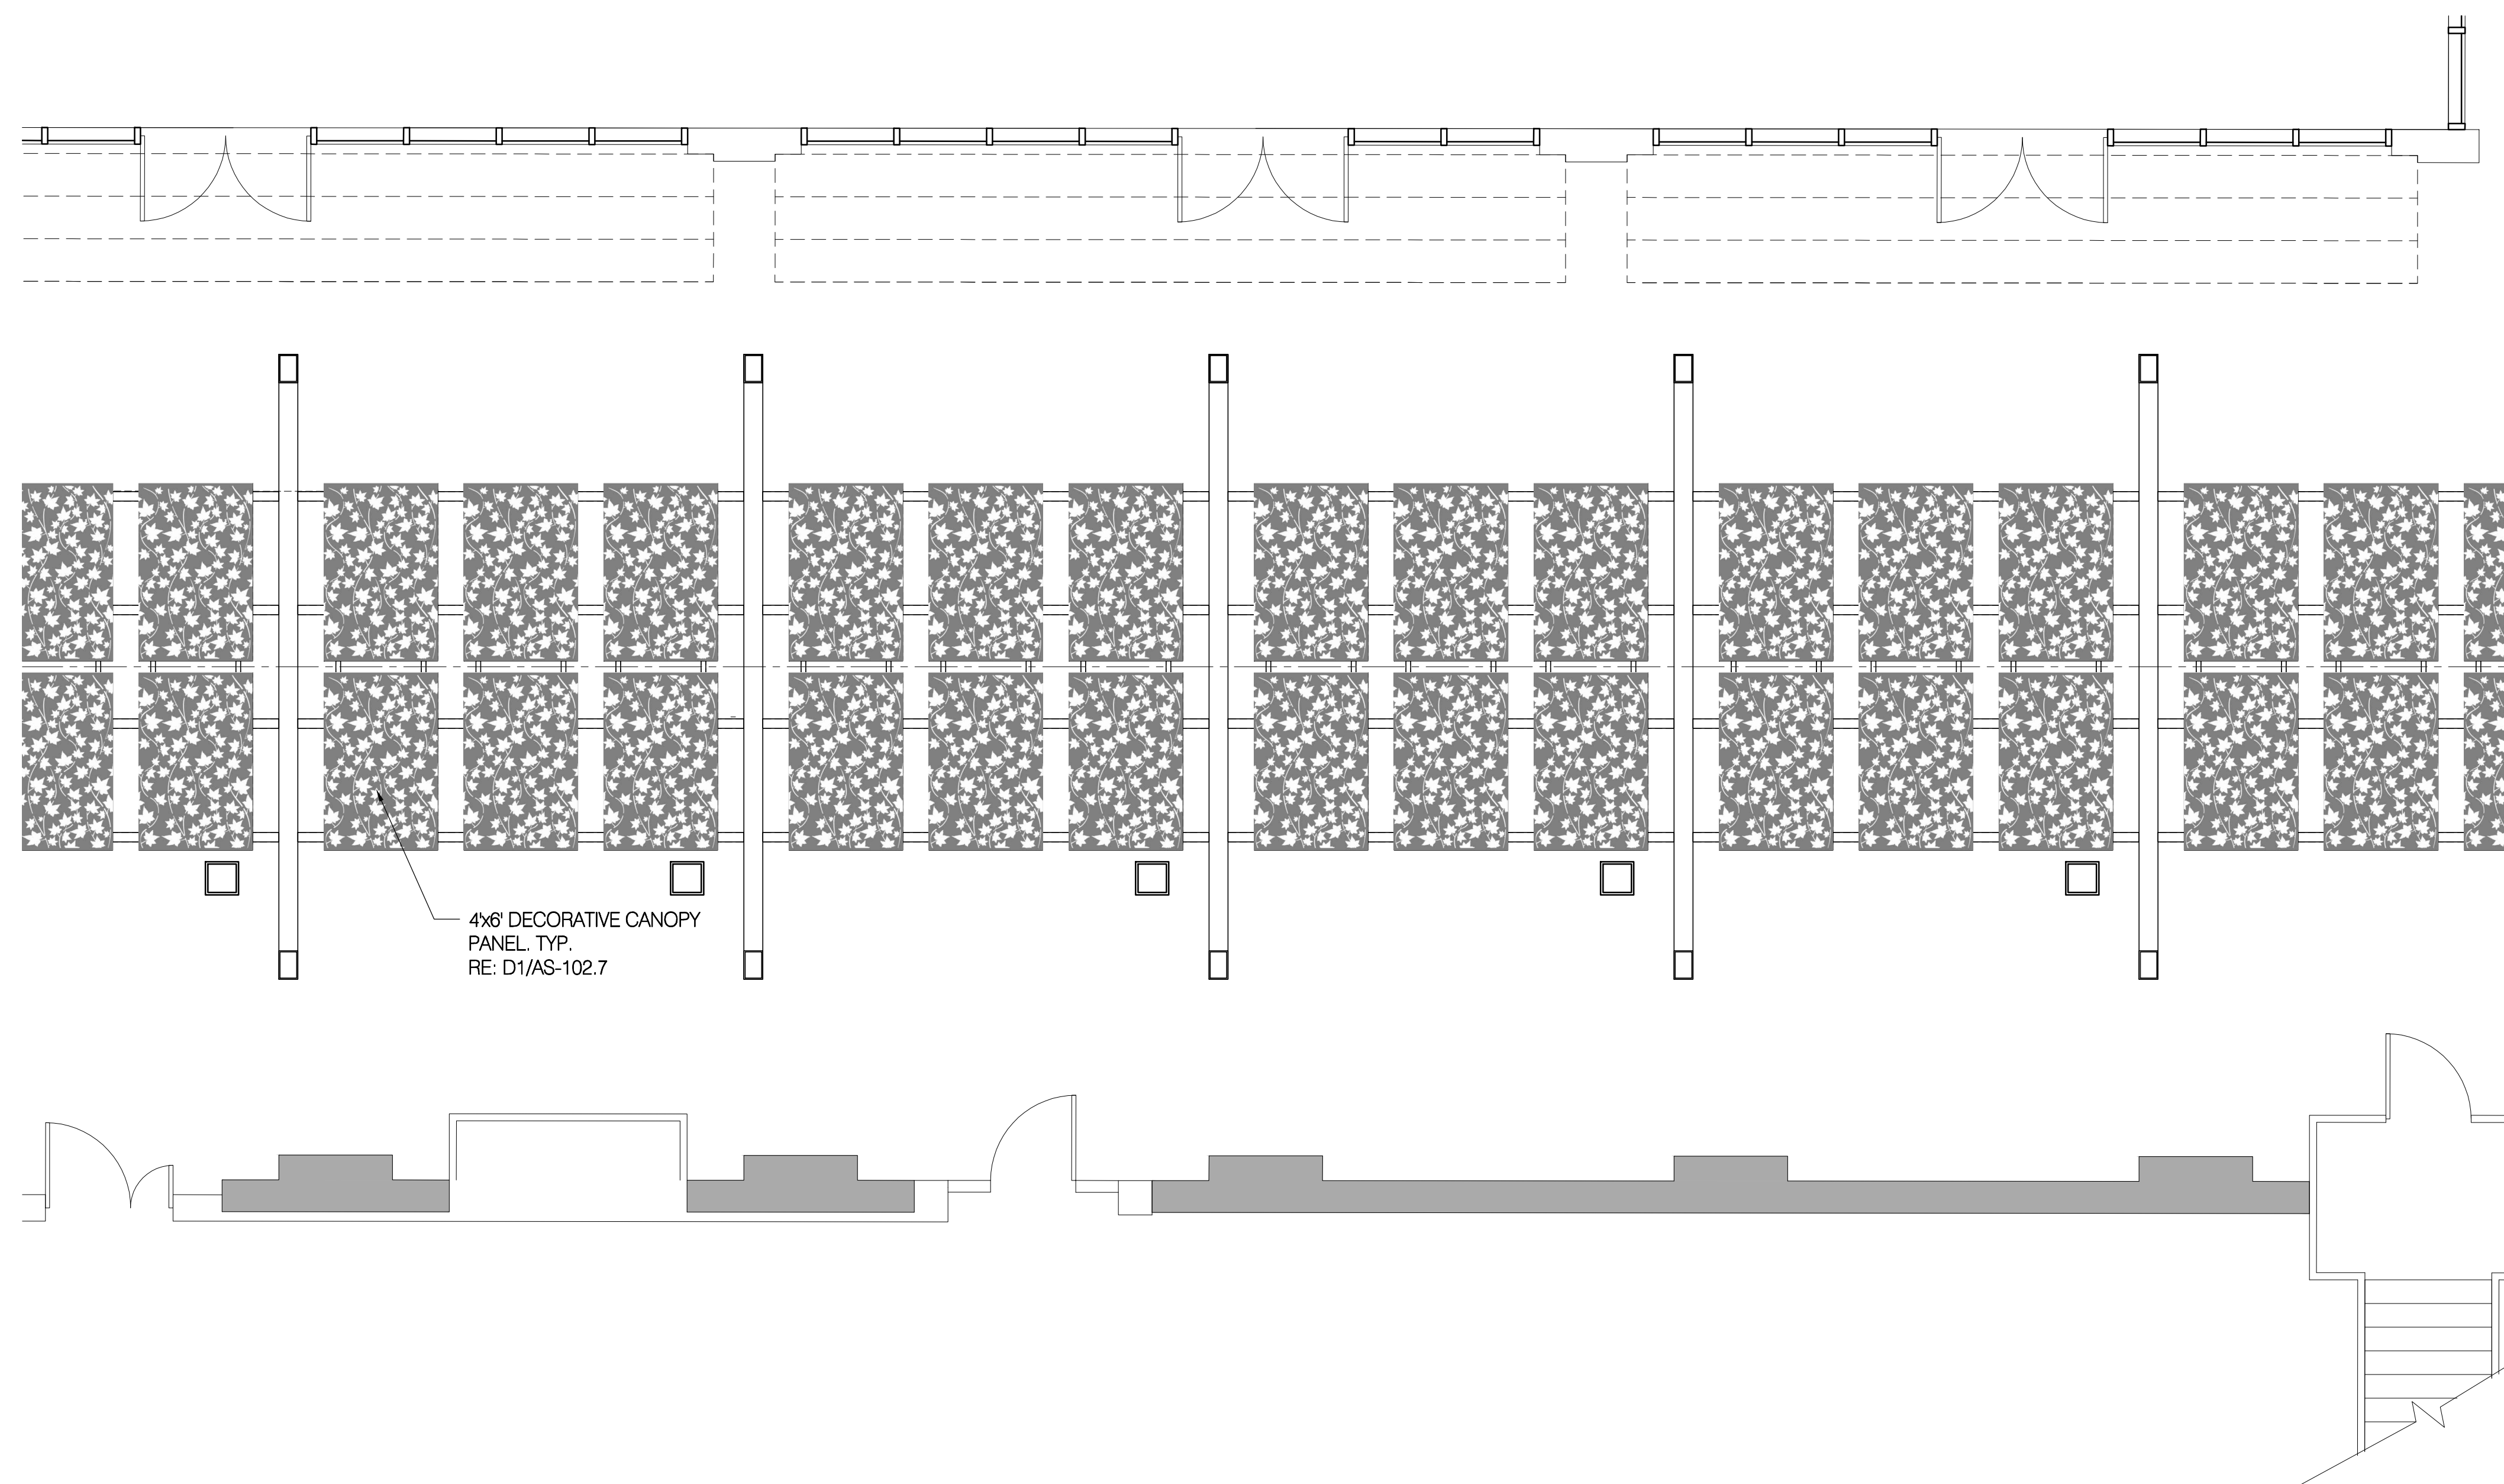 4'x6' DECORATIVE CANOPY
PANEL. TYP.
RE: D1/AS-102.7